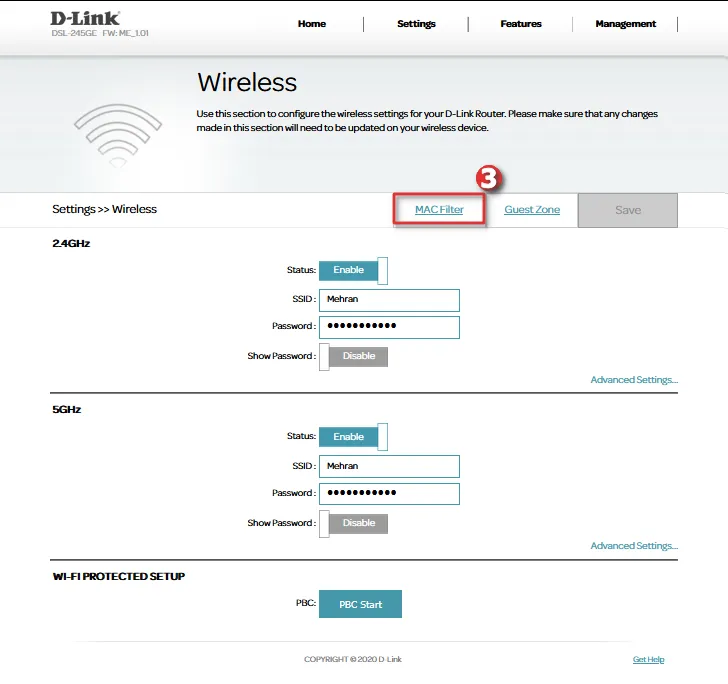 D-Link
DSL-245GE FW: ME_1.01
Home Settings Features Management
Wireless
Use this section to configure the wireless settings for your D-Link Router. Please make sure that any changes
made in this section will need to be updated on your wireless device.
3
Settings >> Wireless MAC Filter Guest Zone Save
2.4GHz
Status: Enable
SSID : Mehran
Password : •••••••••••
Show Password : Disable
Advanced Settings...
5GHz
Status: Enable
SSID : Mehran
Password : •••••••••••
Show Password : Disable
Advanced Settings...
WI-FI PROTECTED SETUP
PBC: PBC Start
COPYRIGHT © 2020 D-Link Get Help